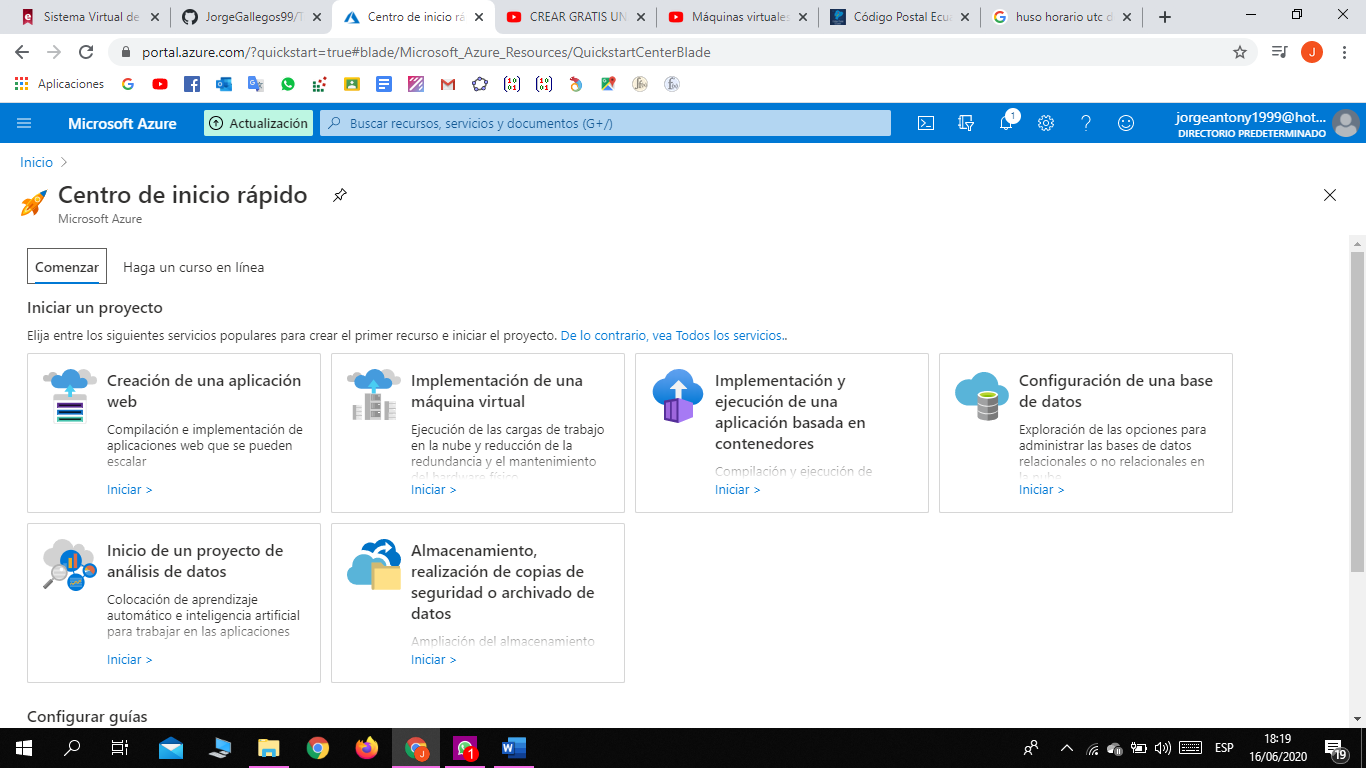 Sistema Virtual de
JorgeGallegos99/T
Centro de inicio rá
CREAR GRATIS UN
Máquinas virtuales
Código Postal Ecua
huso horario utc d
portal.azure.com/?quickstart=true#blade/Microsoft_Azure_Resources/QuickstartCenterBlade
J
Aplicaciones
Microsoft Azure
Actualización
Buscar recursos, servicios y documentos (G+/)
1
jorgeantony1999@hot...
DIRECTORIO PREDETERMINADO
Inicio
Centro de inicio rápido
Microsoft Azure
Comenzar
Haga un curso en línea
Iniciar un proyecto
Elija entre los siguientes servicios populares para crear el primer recurso e iniciar el proyecto. De lo contrario, vea Todos los servicios..
Creación de una aplicación
web
Compilación e implementación de
aplicaciones web que se pueden
escalar
Iniciar >
Implementación de una
máquina virtual
Ejecución de las cargas de trabajo
en la nube y reducción de la
redundancia y el mantenimiento
del hardware físico
Iniciar >
Implementación y
ejecución de una
aplicación basada en
contenedores
Compilación y ejecución de
Iniciar >
Configuración de una base
de datos
Exploración de las opciones para
administrar las bases de datos
relacionales o no relacionales en
la nube
Iniciar >
Inicio de un proyecto de
análisis de datos
Colocación de aprendizaje
automático e inteligencia artificial
para trabajar en las aplicaciones
Iniciar >
Almacenamiento,
realización de copias de
seguridad o archivado de
datos
Ampliación del almacenamiento
Iniciar >
Configurar guías
ESP
18:19
16/06/2020
19